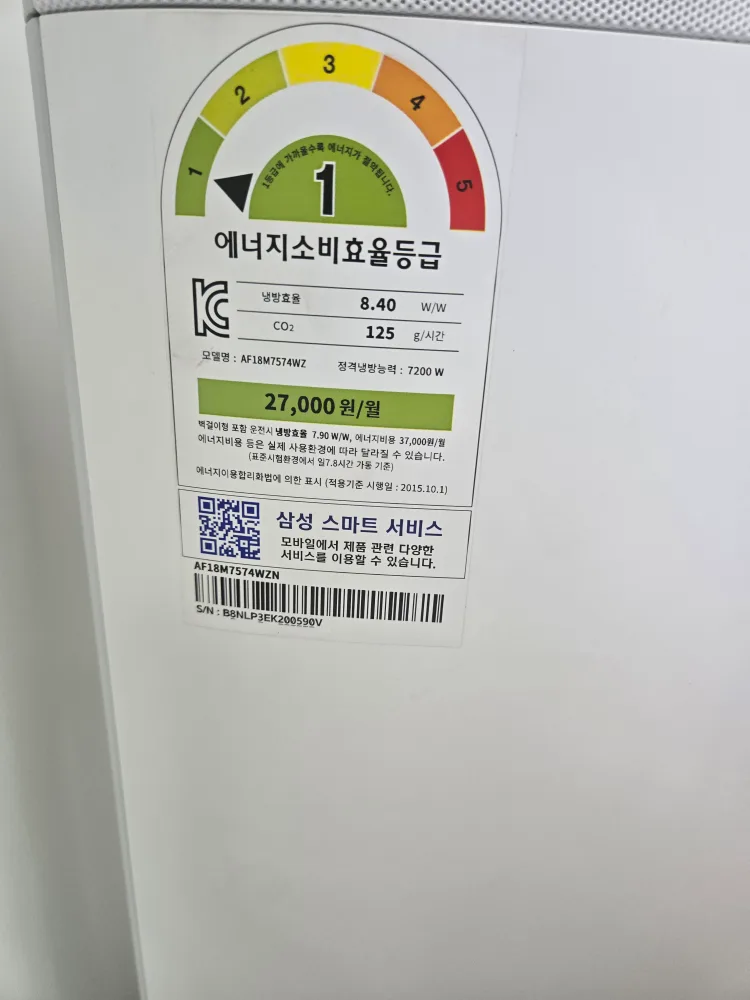 1 2 3 4 5
1등급에 가까울수록 에너지가 절약됩니다.
1
에너지소비효율등급
냉방효율 8.40 W/W
CO₂ 125 g/시간
모델명 : AF18M7574WZ 정격냉방능력 : 7200 W
27,000원/월
벽걸이형 포함 운전시 냉방효율 7.90 W/W, 에너지비용 37,000원/월
에너지비용 등은 실제 사용환경에 따라 달라질 수 있습니다.
(표준시험환경에서 일7.8시간 가동 기준)
에너지이용합리화법에 의한 표시 (적용기준 시행일 : 2015.10.1)
삼성 스마트 서비스
모바일에서 제품 관련 다양한
서비스를 이용할 수 있습니다.
AF18M7574WZN
S/N : B8NLP3EK200590V